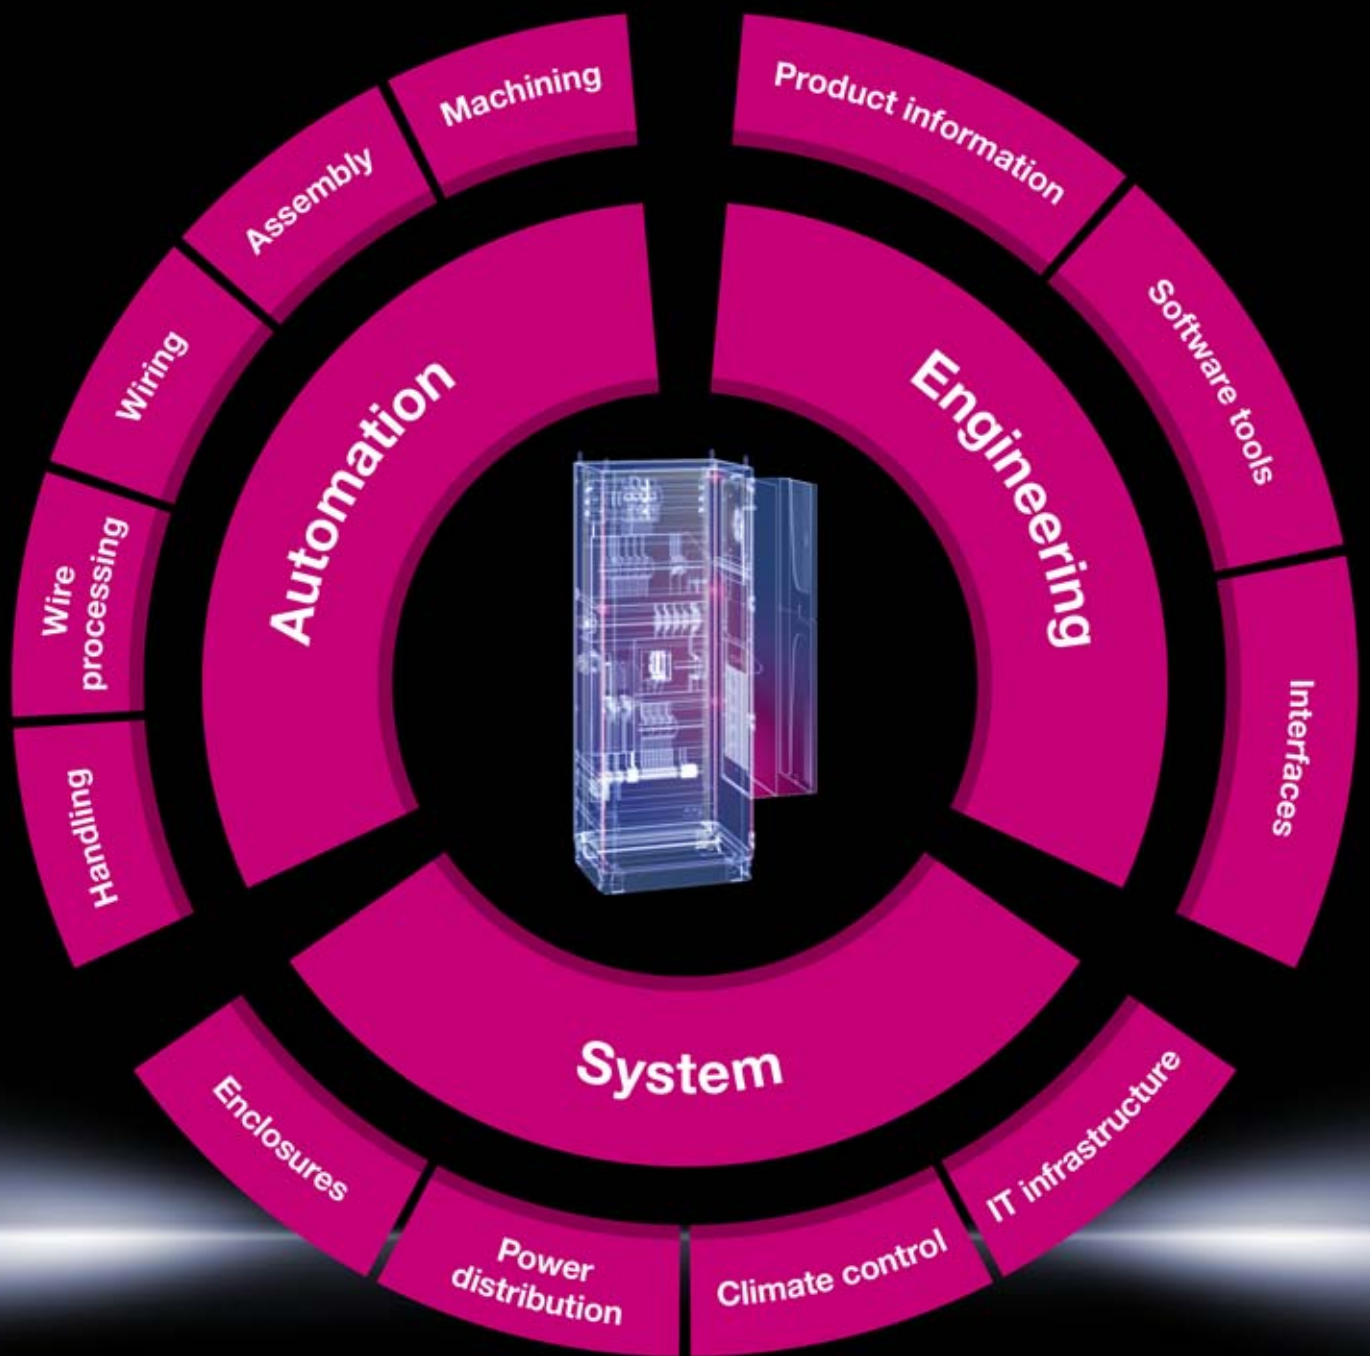 Machining
Assembly
Wiring
Wire
processing
Handling
Automation
Product information
Software tools
Interfaces
Engineering
System
Enclosures
Power
distribution
Climate control
IT infrastructure